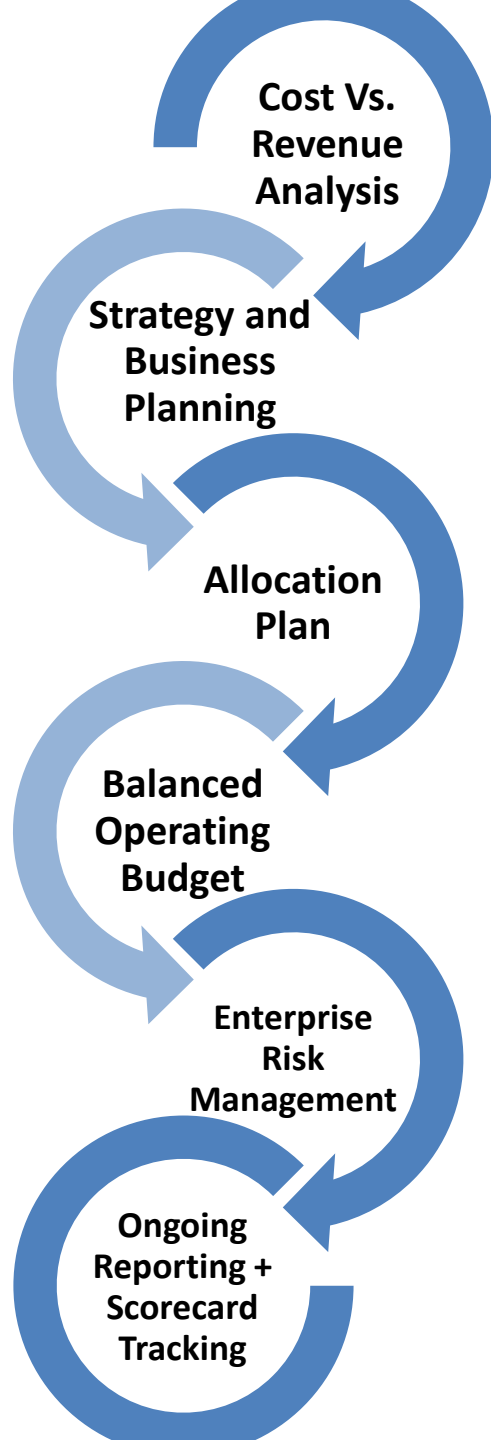 Cost Vs.
Revenue
Analysis
Strategy and
Business
Planning
Allocation
Plan
Balanced
Operating
Budget
Enterprise
Risk
Management
Ongoing
Reporting +
Scorecard
Tracking